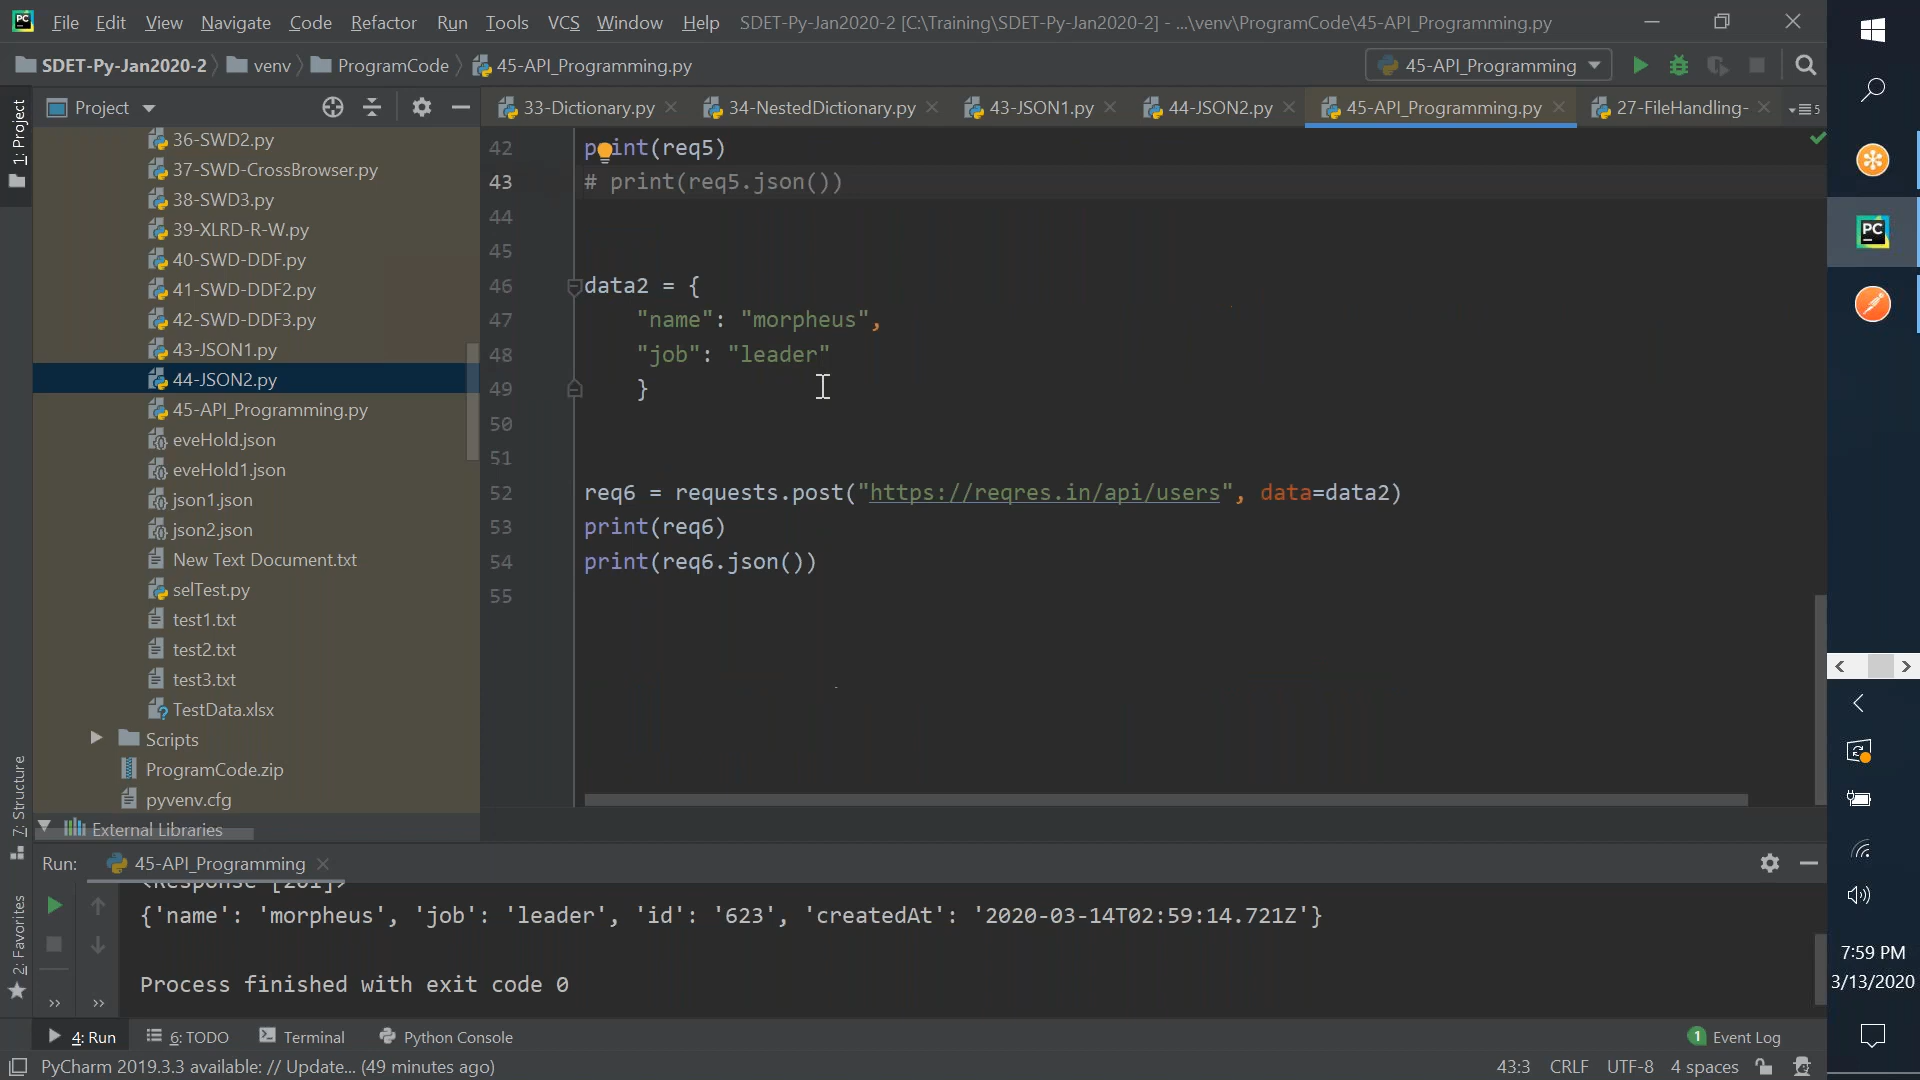 File Edit View Navigate Code Refactor Run Tools VCS Window Help SDET-Py-Jan2020-2 [C:\Training\SDET-Py-Jan2020-2] - ...\venv\ProgramCode\45-API_Programming.py
SDET-Py-Jan2020-2 venv ProgramCode 45-API_Programming.py 45-API_Programming
1: Project
Project
33-Dictionary.py 34-NestedDictionary.py 43-JSON1.py 44-JSON2.py 45-API_Programming.py 27-FileHandling- 5
36-SWD2.py
37-SWD-CrossBrowser.py
38-SWD3.py
39-XLRD-R-W.py
40-SWD-DDF.py
41-SWD-DDF2.py
42-SWD-DDF3.py
43-JSON1.py
44-JSON2.py
45-API_Programming.py
eveHold.json
eveHold1.json
json1.json
json2.json
New Text Document.txt
selTest.py
test1.txt
test2.txt
test3.txt
TestData.xlsx
Scripts
ProgramCode.zip
pyvenv.cfg
External Libraries
42 print(req5)
43 # print(req5.json())
44
45
46 data2 = {
47 "name": "morpheus",
48 "job": "leader"
49 }
50
51
52 req6 = requests.post("https://reqres.in/api/users", data=data2)
53 print(req6)
54 print(req6.json())
55
7: Structure
2: Favorites
Run: 45-API_Programming
<Response [201]>
{'name': 'morpheus', 'job': 'leader', 'id': '623', 'createdAt': '2020-03-14T02:59:14.721Z'}
Process finished with exit code 0
4: Run 6: TODO Terminal Python Console 1 Event Log
PyCharm 2019.3.3 available: // Update... (49 minutes ago) 43:3 CRLF UTF-8 4 spaces
PC
7:59 PM
3/13/2020